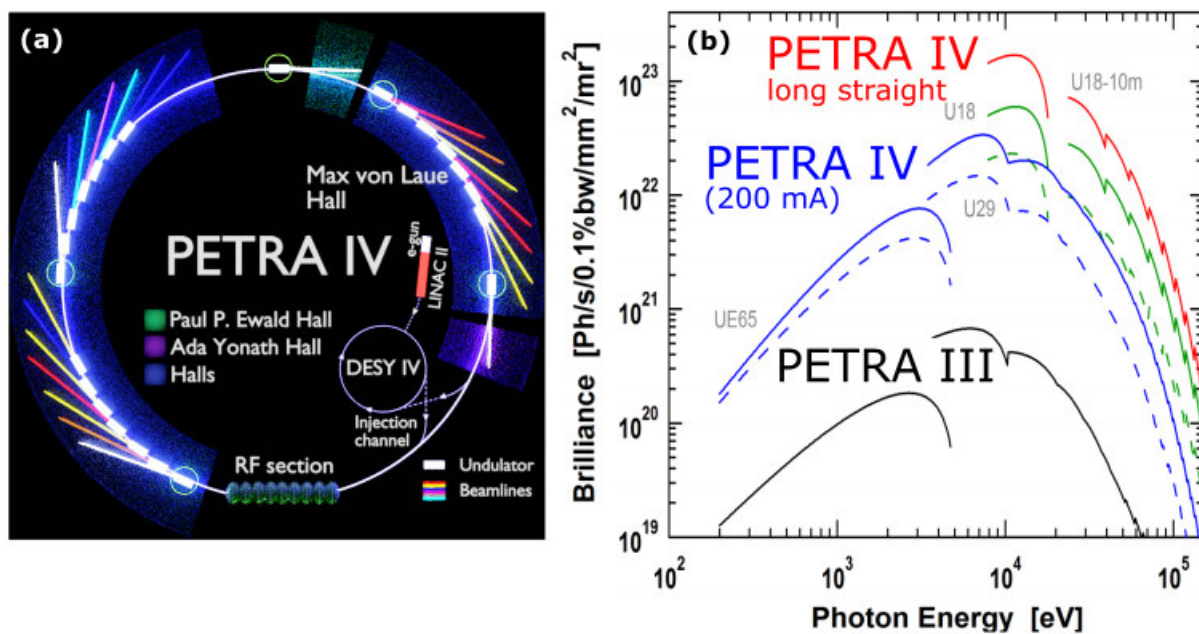 (a)
Max von Laue
Hall
PETRA IV
e-gun
LINAC II
Paul P. Ewald Hall
Ada Yonath Hall
Halls
DESY IV
Injection
channel
RF section
Undulator
Beamlines
(b)
PETRA IV
long straight
U18-10m
U18
PETRA IV
(200 mA)
U29
UE65
PETRA III
Brilliance [Ph/s/0.1%bw/mm²/mr²]
10²³
10²²
10²¹
10²⁰
10¹⁹
10² 10³ 10⁴ 10⁵
Photon Energy [eV]